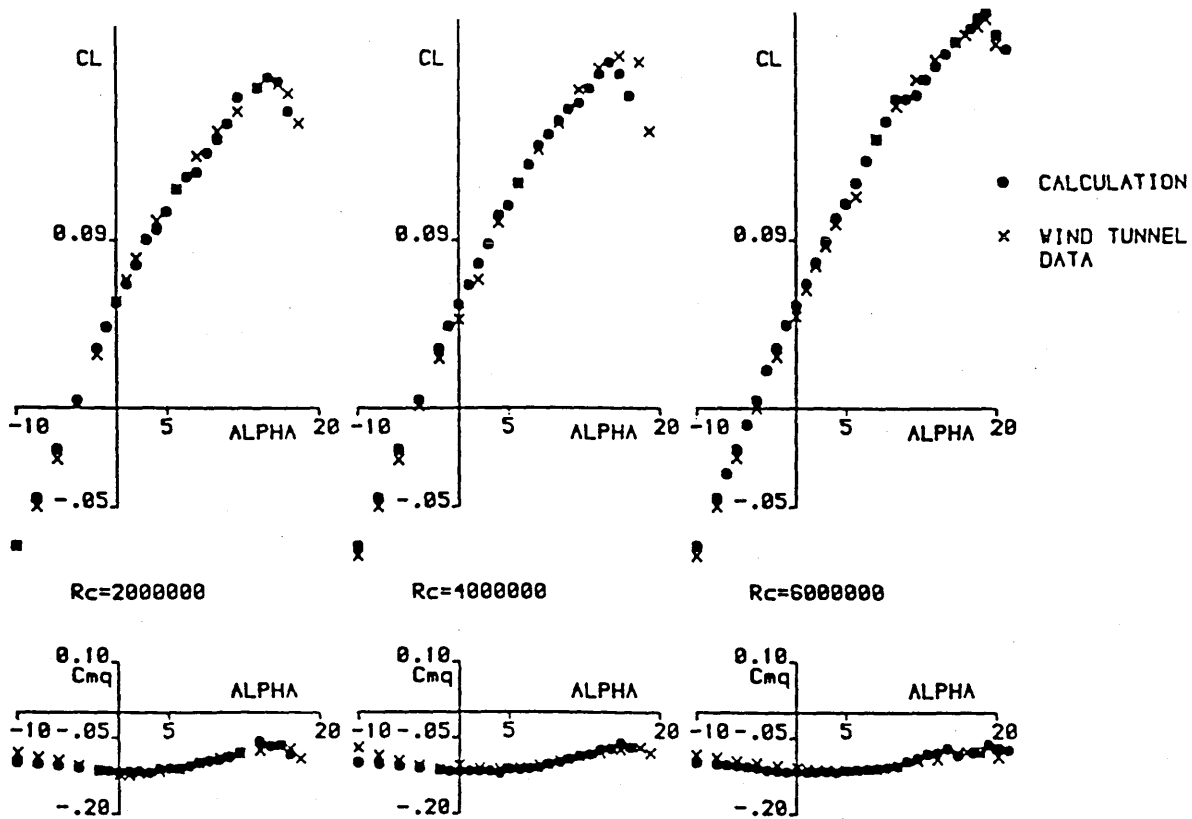 CL
CL
CL
CALCULATION
0.09
0.09
0.09
WIND TUNNEL
DATA
-10
5
ALPHA
20
-10
5
ALPHA
20
-10
5
ALPHA
20
-.05
-.05
-.05
Rc=2000000
Rc=4000000
Rc=6000000
0.10
Cmq
0.10
Cmq
0.10
Cmq
ALPHA
ALPHA
ALPHA
-10
-.05
5
20
-10
-.05
5
20
-10
-.05
5
20
-.20
-.20
-.20